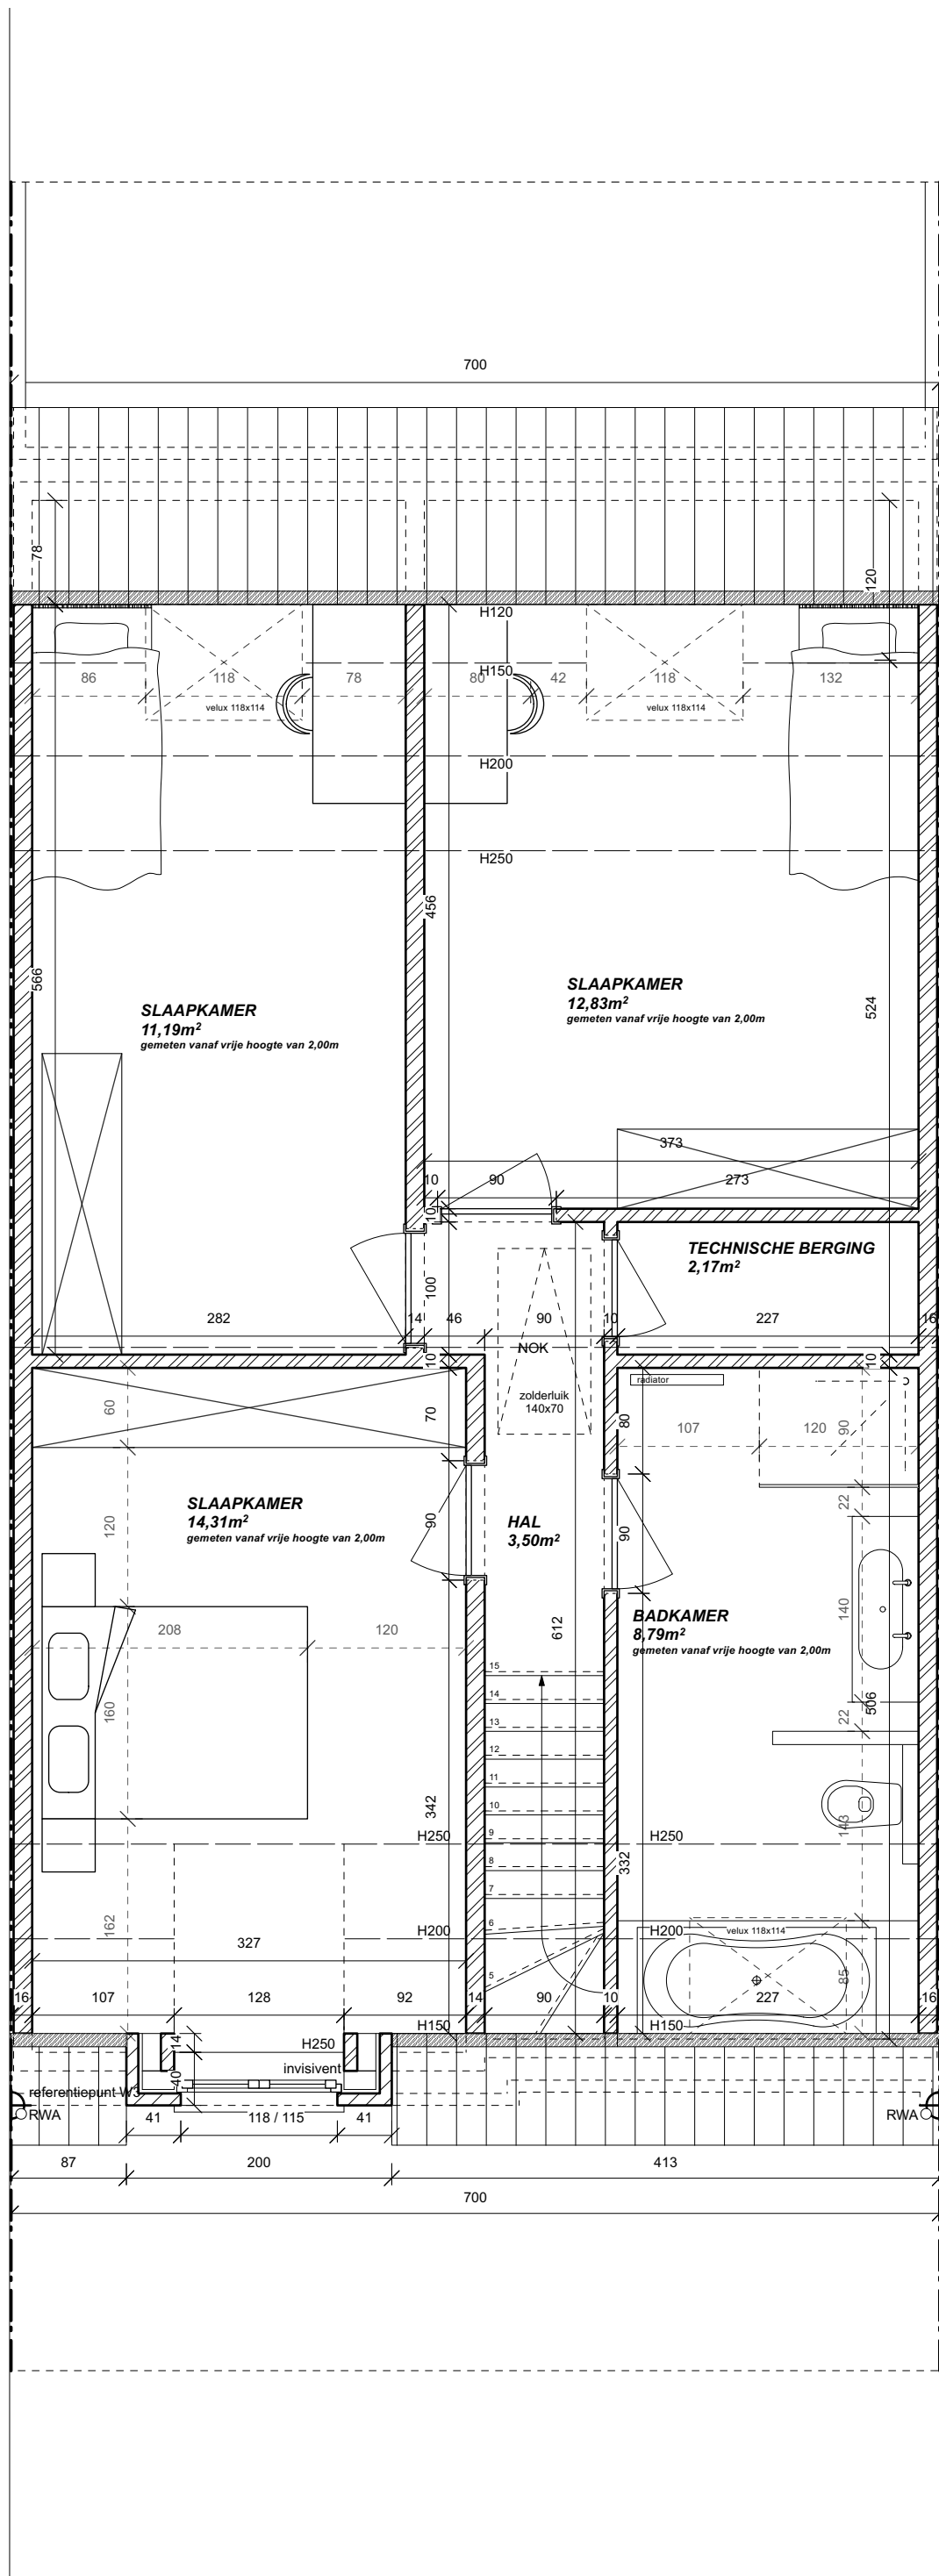 700
78
120
H120
H150
86
118
78
80
42
118
132
velux 118x114
velux 118x114
H200
H250
456
566
524
SLAAPKAMER
11,19m²
gemeten vanaf vrije hoogte van 2,00m
SLAAPKAMER
12,83m²
gemeten vanaf vrije hoogte van 2,00m
373
10
90
273
10
TECHNISCHE BERGING
2,17m²
100
282
14
46
90
10
227
16
NOK
10
10
radiator
zolderluik
140x70
60
70
80
107
120
90
22
SLAAPKAMER
14,31m²
gemeten vanaf vrije hoogte van 2,00m
120
90
HAL
3,50m²
90
BADKAMER
8,79m²
gemeten vanaf vrije hoogte van 2,00m
140
208
120
612
160
15
14
13
12
11
10
9
8
7
6
5
506
22
342
143
H250
H250
332
162
H200
H200
velux 118x114
327
85
16
107
128
92
14
90
10
227
16
H150
H150
14
H250
invisivent
40
referentiepunt W3
RWA
RWA
41
118 / 115
41
87
200
413
700